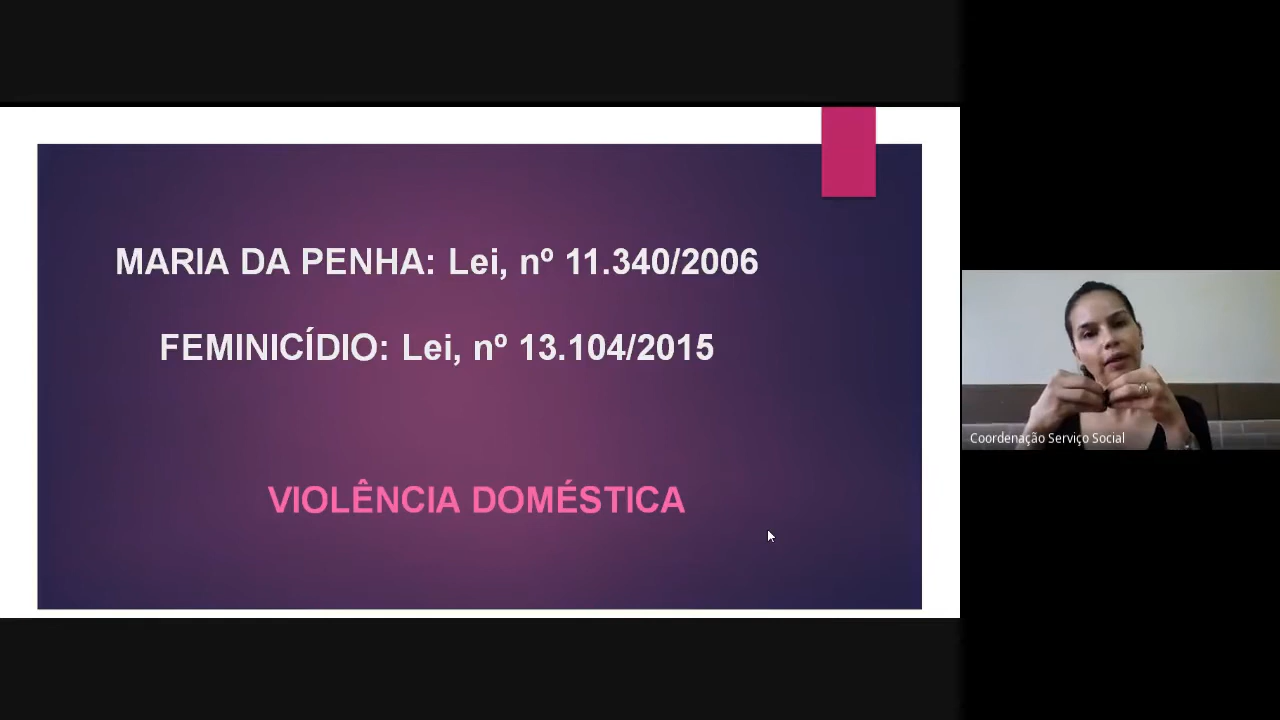 MARIA DA PENHA: Lei, nº 11.340/2006
FEMINICÍDIO: Lei, nº 13.104/2015
VIOLÊNCIA DOMÉSTICA
Coordenação Serviço Social